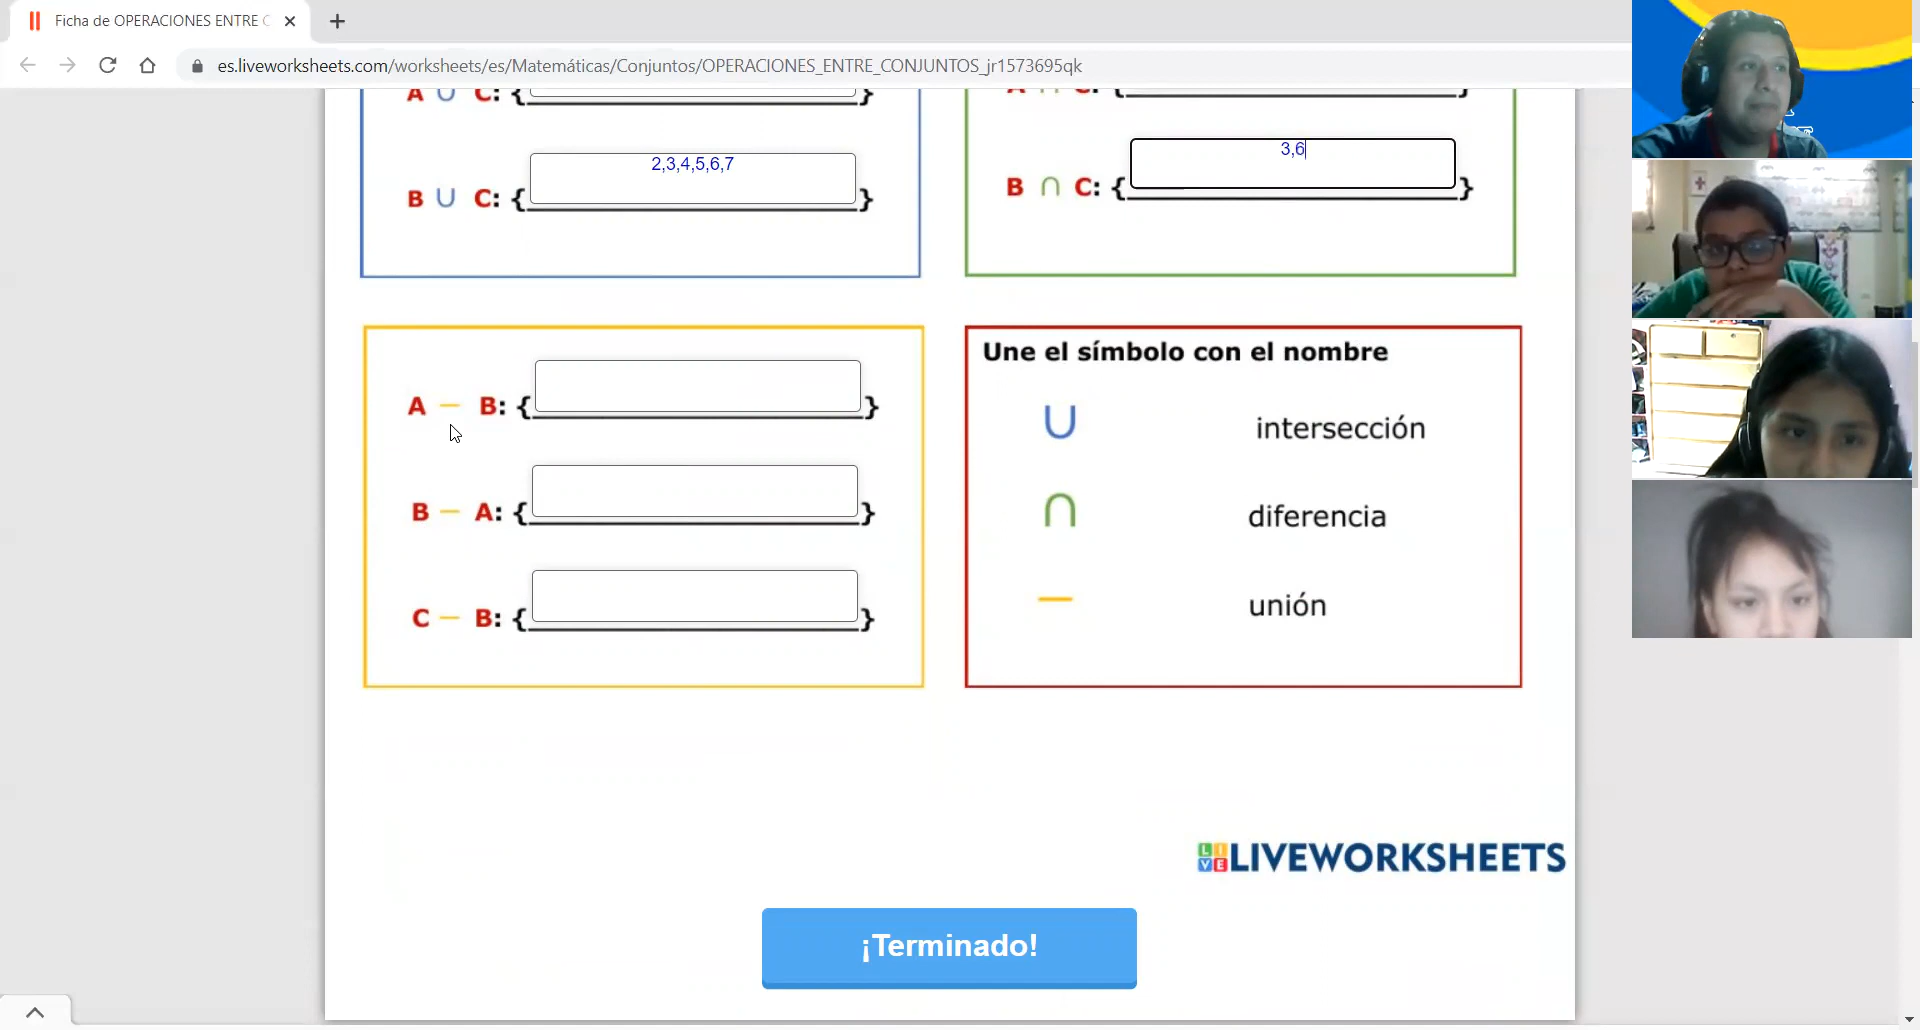 Ficha de OPERACIONES ENTRE C
es.liveworksheets.com/worksheets/es/Matemáticas/Conjuntos/OPERACIONES_ENTRE_CONJUNTOS_jr1573695qk
A ∪ C: { }
A ∩ C: { }
B ∪ C: { 2,3,4,5,6,7 }
B ∩ C: { 3,6 }
A — B: { }
B — A: { }
C — B: { }
Une el símbolo con el nombre
∪ intersección
∩ diferencia
— unión
LIVEWORKSHEETS
¡Terminado!